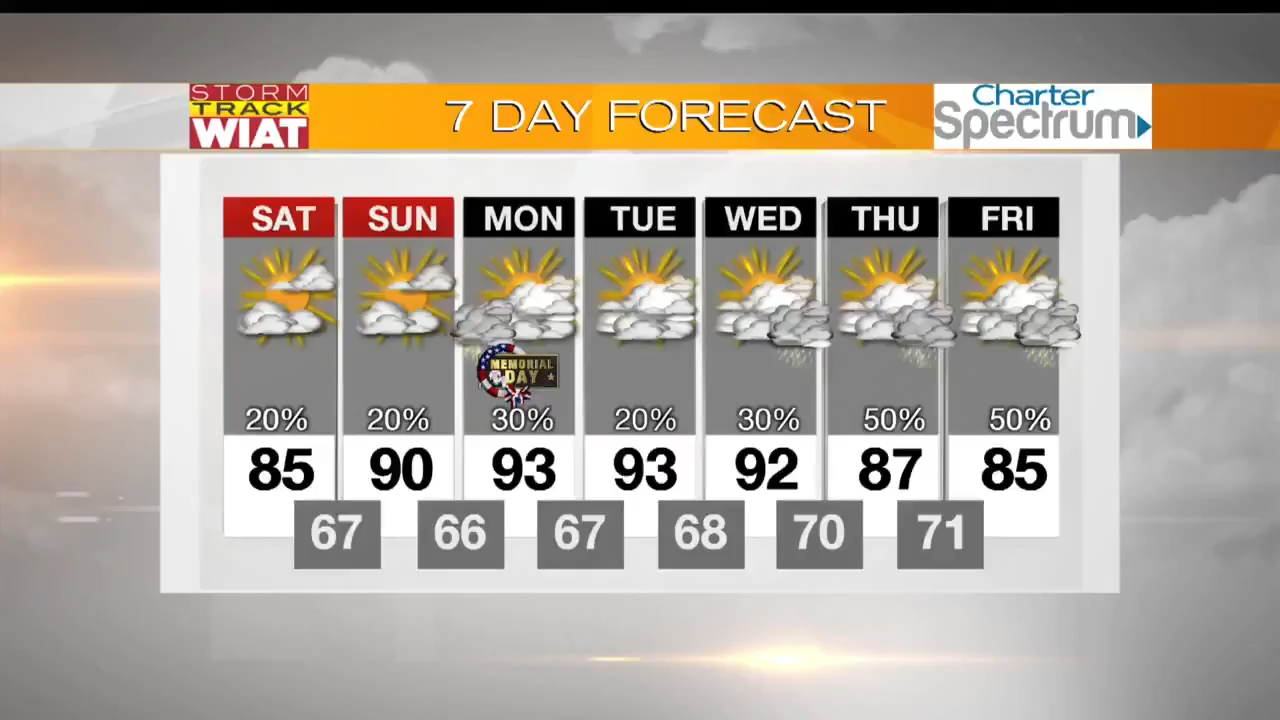 STORM
TRACK
WIAT
7 DAY FORECAST
Charter
Spectrum
SAT SUN MON TUE WED THU FRI
MEMORIAL
DAY
20% 20% 30% 20% 30% 50% 50%
85 90 93 93 92 87 85
67 66 67 68 70 71